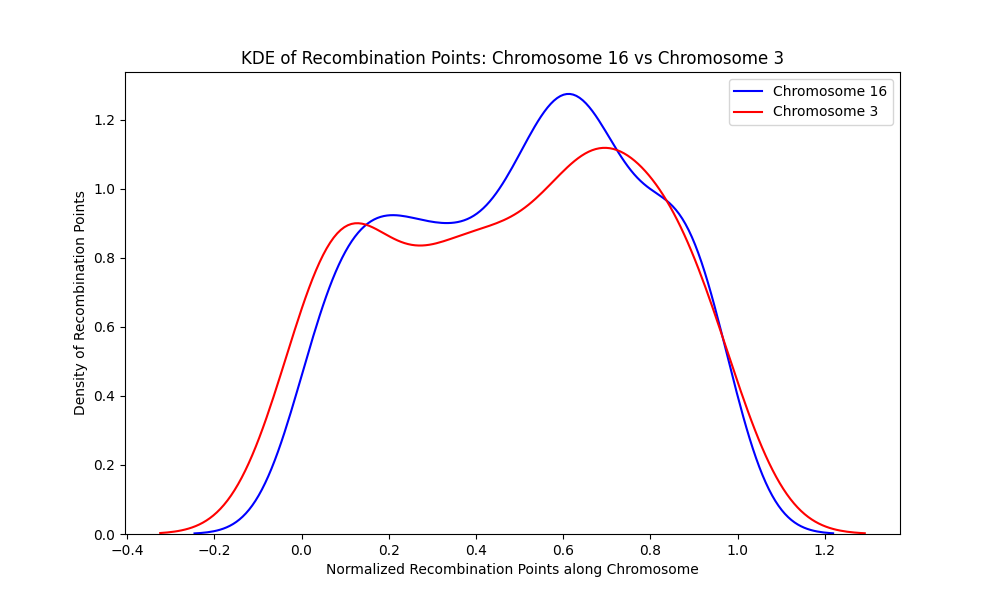 KDE of Recombination Points: Chromosome 16 vs Chromosome 3
Chromosome 16
Chromosome 3
Density of Recombination Points
1.2
1.0
0.8
0.6
0.4
0.2
0.0
−0.4 −0.2 0.0 0.2 0.4 0.6 0.8 1.0 1.2
Normalized Recombination Points along Chromosome